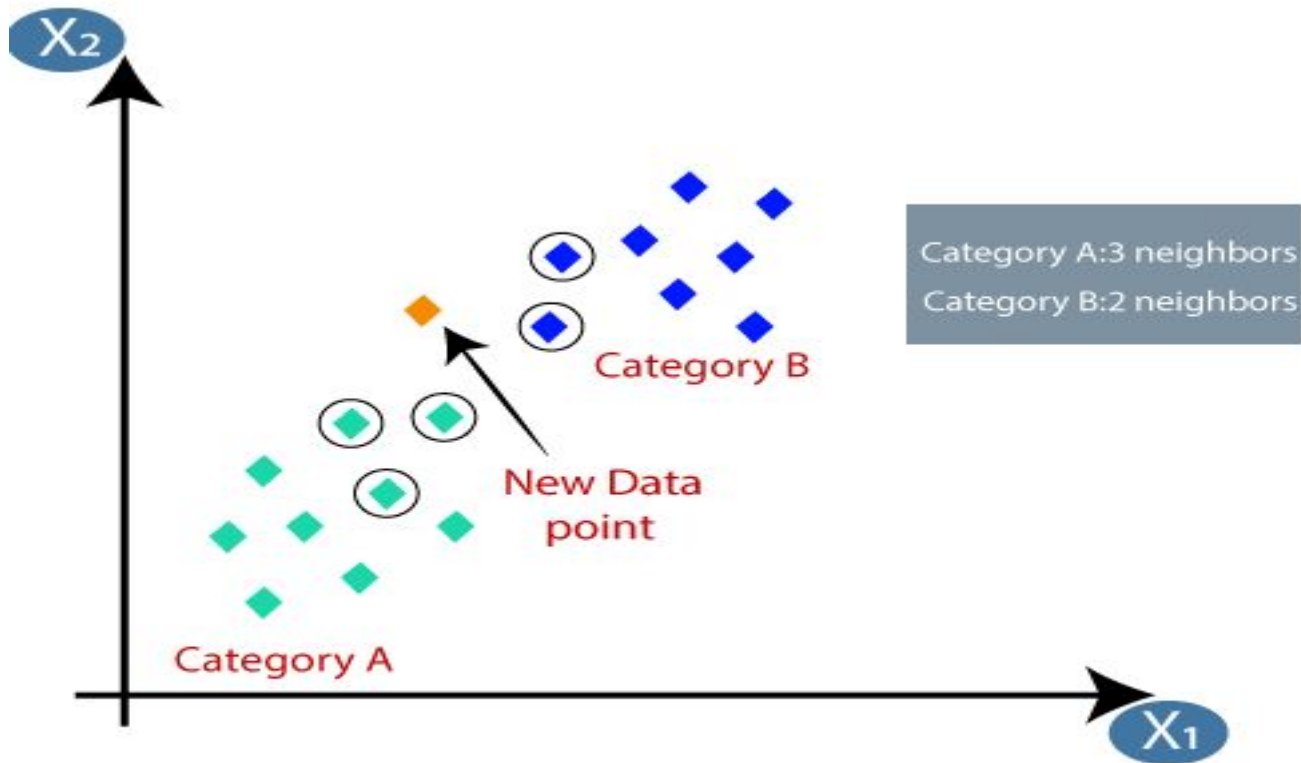 X₂
Category A:3 neighbors
Category B:2 neighbors
Category B
New Data
point
Category A
X₁